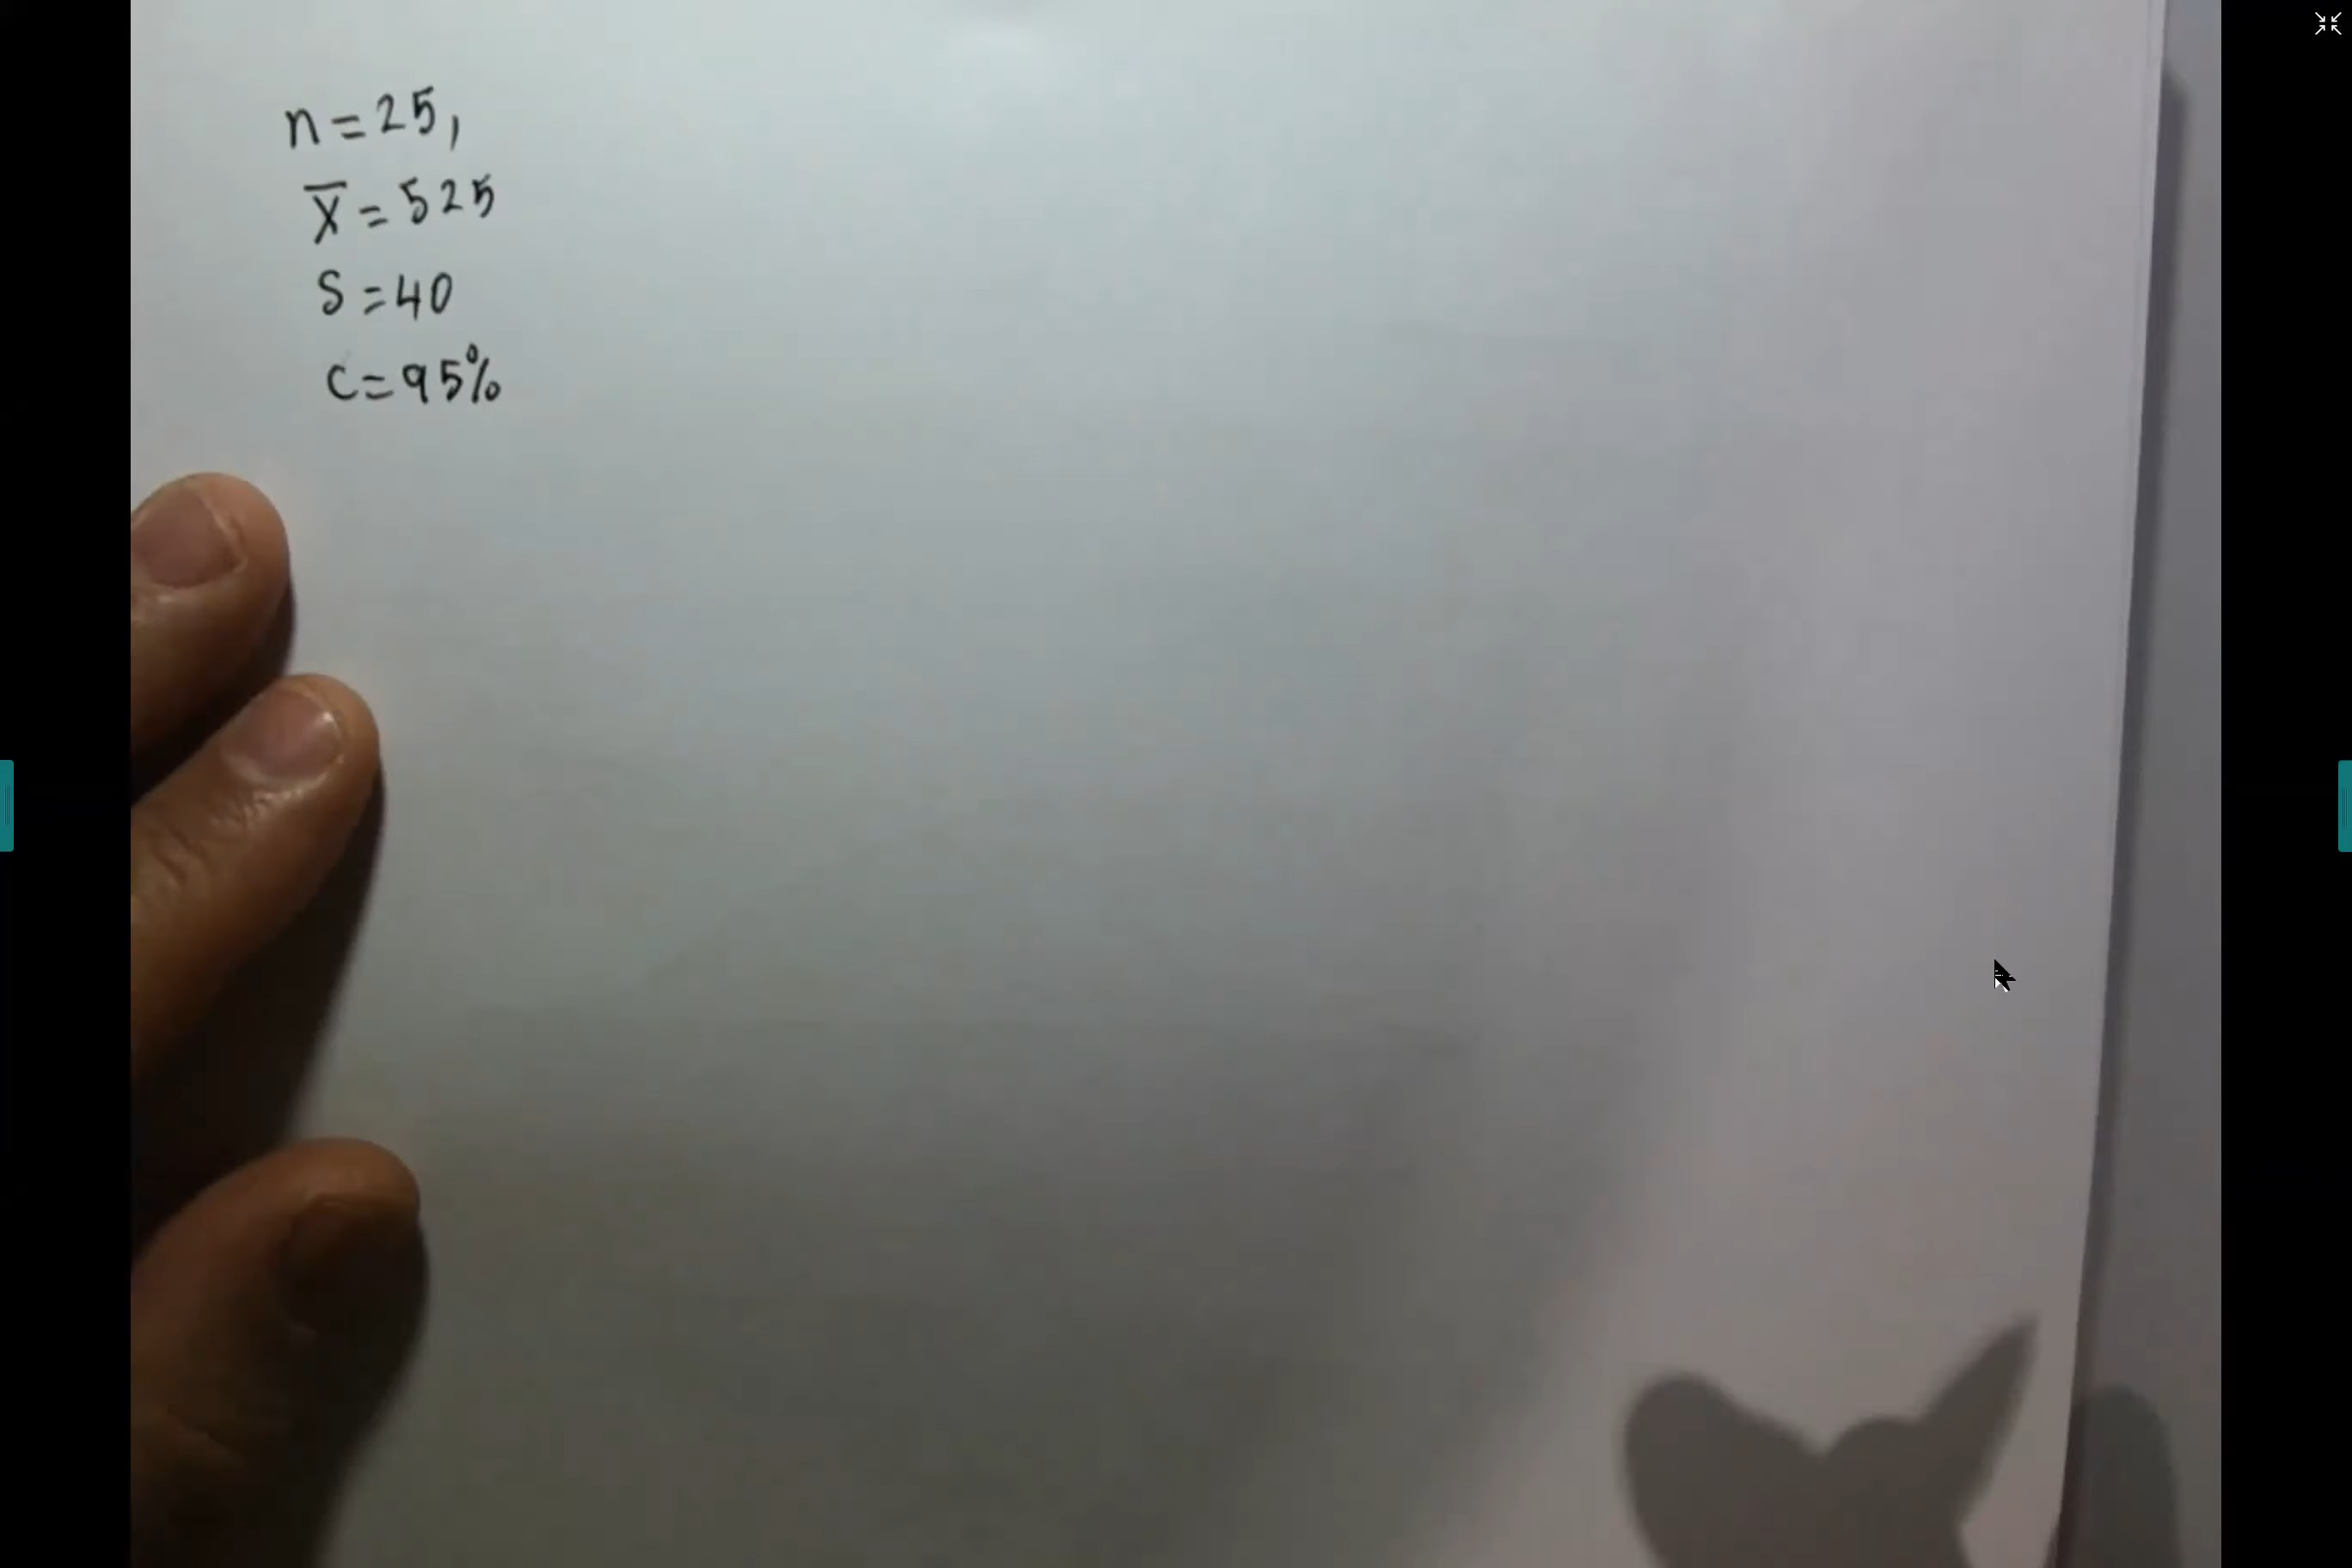 n = 25,
X̅ = 525
S = 40
C = 95%